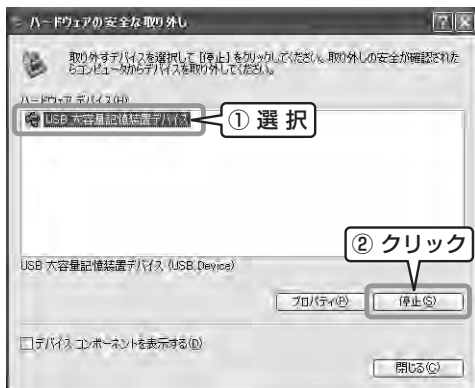 ハードウェアの安全な取り外し
取り外すデバイスを選択して [停止] をクリックしてください。取り外しの安全が確認された
らコンピュータからデバイスを取り外してください。
ハードウェア デバイス(H)
USB 大容量記憶装置デバイス
① 選 択
② クリック
USB 大容量記憶装置デバイス (USB Device)
プロパティ(P)
停止(S)
デバイス コンポーネントを表示する(D)
閉じる(C)